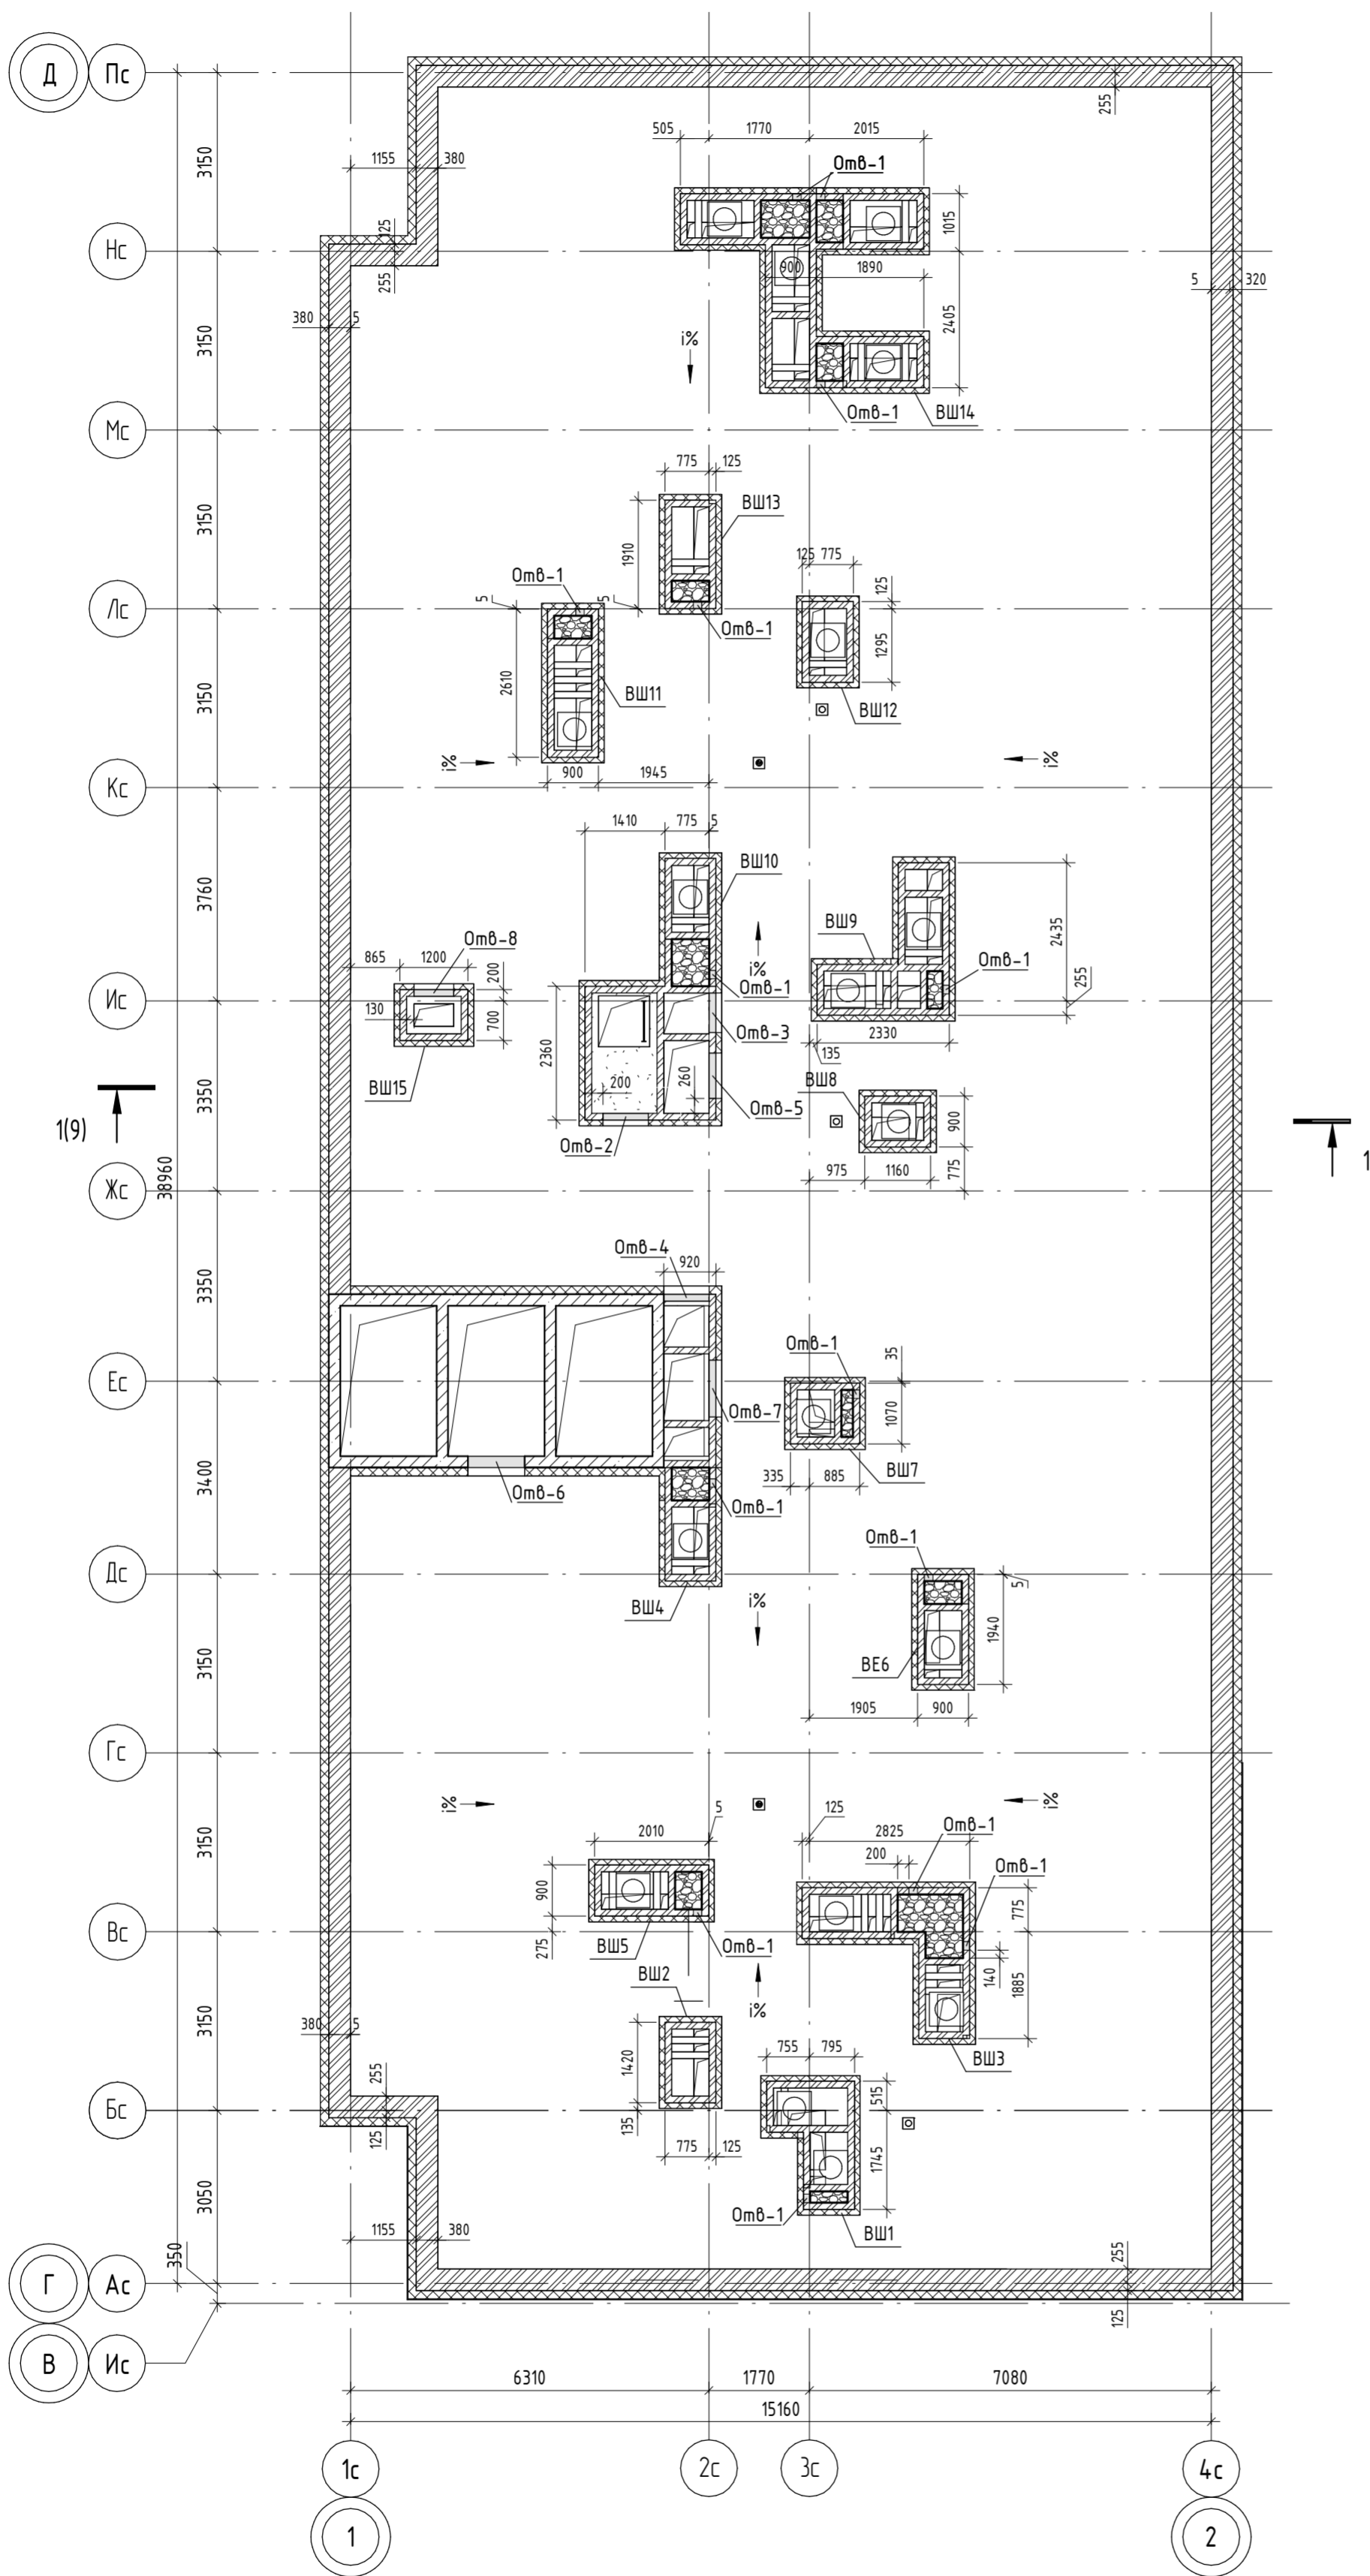 Д Пс
255
505 1770 2015
3150
1155 380
Отв-1
1015
Нс
125
255
900 1890
5 320
380 5
2405
3150
i%
Отв-1 ВШ14
Мс
775 125
ВШ13
3150
1910
125 775
Отв-1
125
5 5
Лс
Отв-1
1295
2610
ВШ11
3150
ВШ12
i% i%
900 1945
Кс
1410 775 5
ВШ10
3760
2435
ВШ9
Отв-8
865 1200
200
i%
Отв-1
255
Отв-1
Ис
130
700
Отв-3
2330
2360
135
ВШ15
200 260
ВШ8
3350
Отв-5
900
1(9)
1
Отв-2
775
975 1160
Жс
38960
Отв-4
920
3350
Отв-1
35
Ес
Отв-7
1070
3400
335 885
ВШ7
Отв-6
Отв-1
Отв-1
Дс
5
ВШ4
i%
1940
3150
ВЕ6
1905 900
Гс
i% i%
5 125
3150
2010 2825
Отв-1
200
Отв-1
900
775
Вс
275
ВШ5
Отв-1
140
1885
ВШ2
i%
3150
380 5
755 795
ВШ3
255
1420
515
Бс
125
135
775 125
1745
3050
Отв-1
ВШ1
1155 380
350
255
Г Ас
125
В Ис
6310 1770 7080
15160
1с 2с 3с 4с
1 2